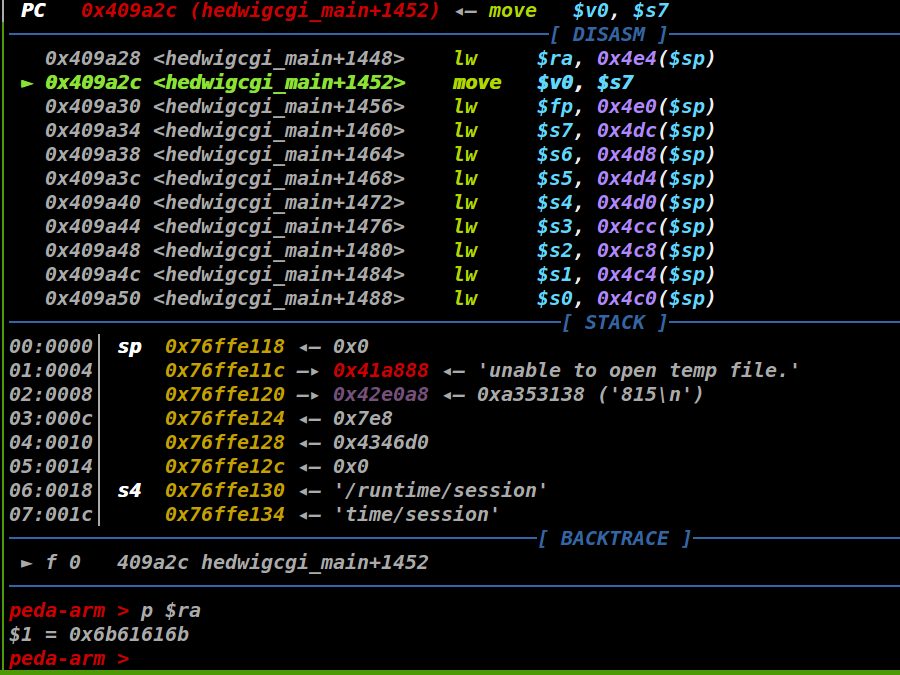 PC 0x409a2c (hedwigcgi_main+1452) ◂— move $v0, $s7
[ DISASM ]
0x409a28 <hedwigcgi_main+1448> lw $ra, 0x4e4($sp)
► 0x409a2c <hedwigcgi_main+1452> move $v0, $s7
0x409a30 <hedwigcgi_main+1456> lw $fp, 0x4e0($sp)
0x409a34 <hedwigcgi_main+1460> lw $s7, 0x4dc($sp)
0x409a38 <hedwigcgi_main+1464> lw $s6, 0x4d8($sp)
0x409a3c <hedwigcgi_main+1468> lw $s5, 0x4d4($sp)
0x409a40 <hedwigcgi_main+1472> lw $s4, 0x4d0($sp)
0x409a44 <hedwigcgi_main+1476> lw $s3, 0x4cc($sp)
0x409a48 <hedwigcgi_main+1480> lw $s2, 0x4c8($sp)
0x409a4c <hedwigcgi_main+1484> lw $s1, 0x4c4($sp)
0x409a50 <hedwigcgi_main+1488> lw $s0, 0x4c0($sp)
[ STACK ]
00:0000│ sp 0x76ffe118 ◂— 0x0
01:0004│ 0x76ffe11c —▸ 0x41a888 ◂— 'unable to open temp file.'
02:0008│ 0x76ffe120 —▸ 0x42e0a8 ◂— 0xa353138 ('815\n')
03:000c│ 0x76ffe124 ◂— 0x7e8
04:0010│ 0x76ffe128 ◂— 0x4346d0
05:0014│ 0x76ffe12c ◂— 0x0
06:0018│ s4 0x76ffe130 ◂— '/runtime/session'
07:001c│ 0x76ffe134 ◂— 'time/session'
[ BACKTRACE ]
► f 0 409a2c hedwigcgi_main+1452
peda-arm > p $ra
$1 = 0x6b61616b
peda-arm >